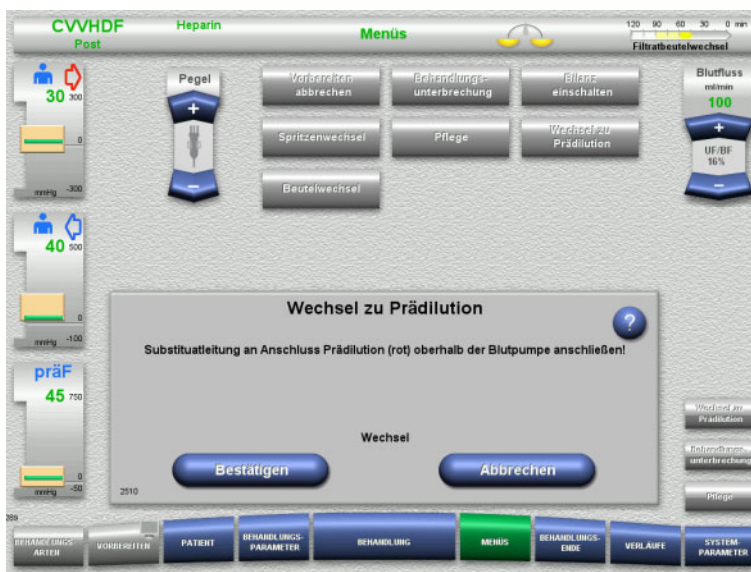 CVVHDF
Post
Heparin
Menüs
120 90 60 30 0 min
Filtratbeutelwechsel
30 300
0
mmHg -300
Pegel
+
−
Vorbereiten
abbrechen
Behandlungs-
unterbrechung
Bilanz
einschalten
Spritzenwechsel
Pflege
Wechsel zu
Prädilution
Beutelwechsel
Blutfluss
ml/min
100
+
UF/BF
16%
−
40 500
0
mmHg -100
präF
45 750
0
mmHg -50
Wechsel zu Prädilution
?
Substituatleitung an Anschluss Prädilution (rot) oberhalb der Blutpumpe anschließen!
Wechsel
Bestätigen
Abbrechen
2510
Wechsel zu
Prädilution
Behandlungs-
unterbrechung
Pflege
BEHANDLUNGS-
ARTEN
VORBEREITEN
PATIENT
BEHANDLUNGS-
PARAMETER
BEHANDLUNG
MENÜS
BEHANDLUNGS-
ENDE
VERLÄUFE
SYSTEM-
PARAMETER